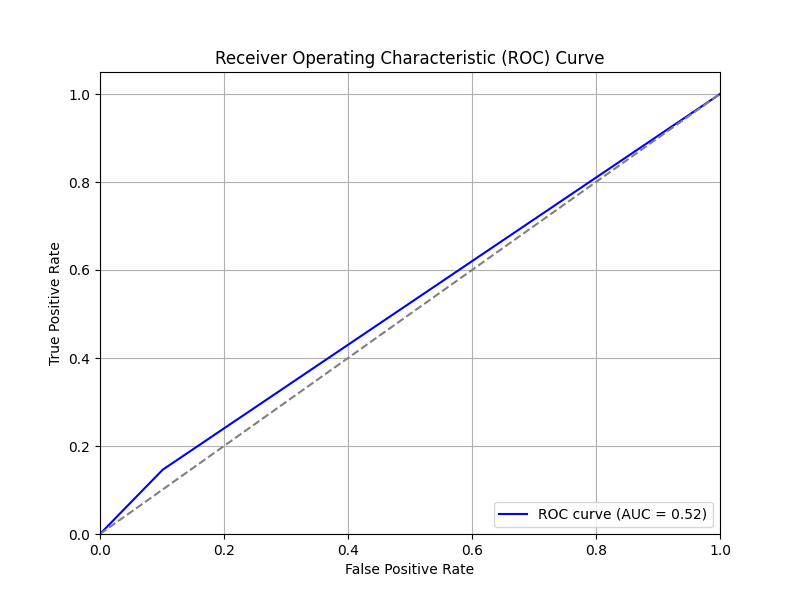 Receiver Operating Characteristic (ROC) Curve
True Positive Rate
1.0
0.8
0.6
0.4
0.2
0.0
ROC curve (AUC = 0.52)
0.0 0.2 0.4 0.6 0.8 1.0
False Positive Rate